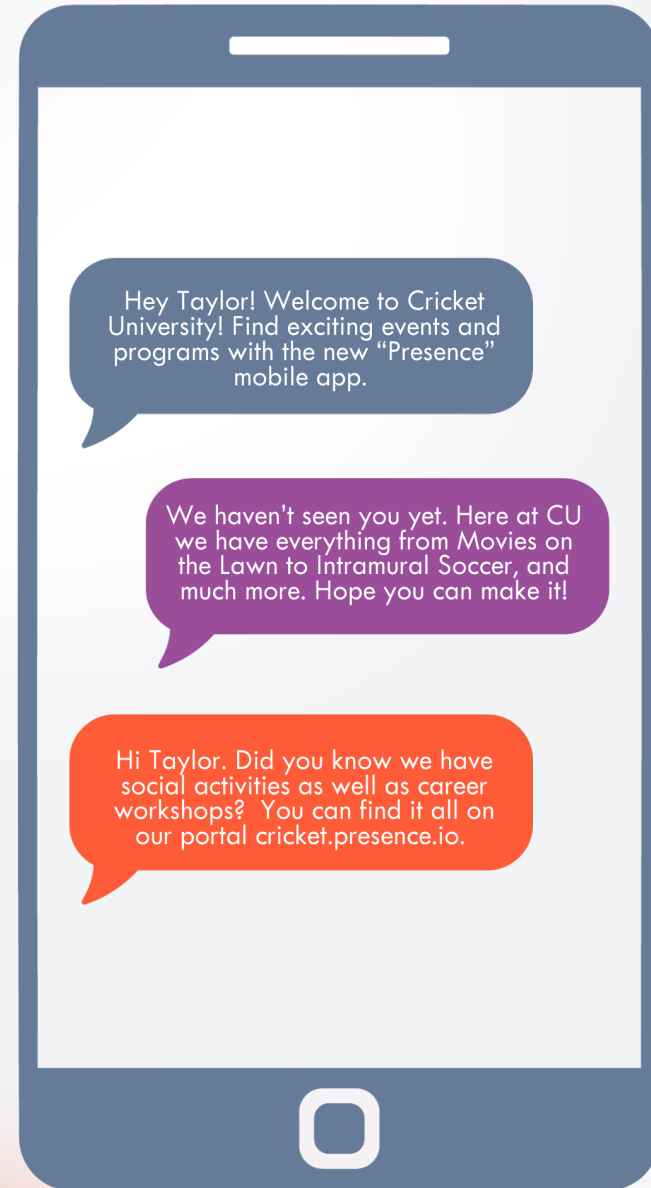 Hey Taylor! Welcome to Cricket
University! Find exciting events and
programs with the new “Presence”
mobile app.
We haven’t seen you yet. Here at CU
we have everything from Movies on
the Lawn to Intramural Soccer, and
much more. Hope you can make it!
Hi Taylor. Did you know we have
social activities as well as career
workshops?  You can find it all on
our portal cricket.presence.io.